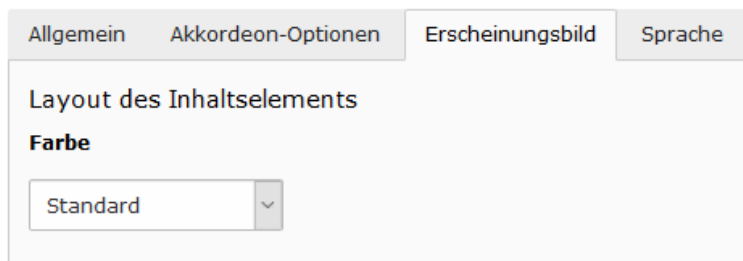 Allgemein Akkordeon-Optionen Erscheinungsbild Sprache
Layout des Inhaltselements
Farbe
Standard